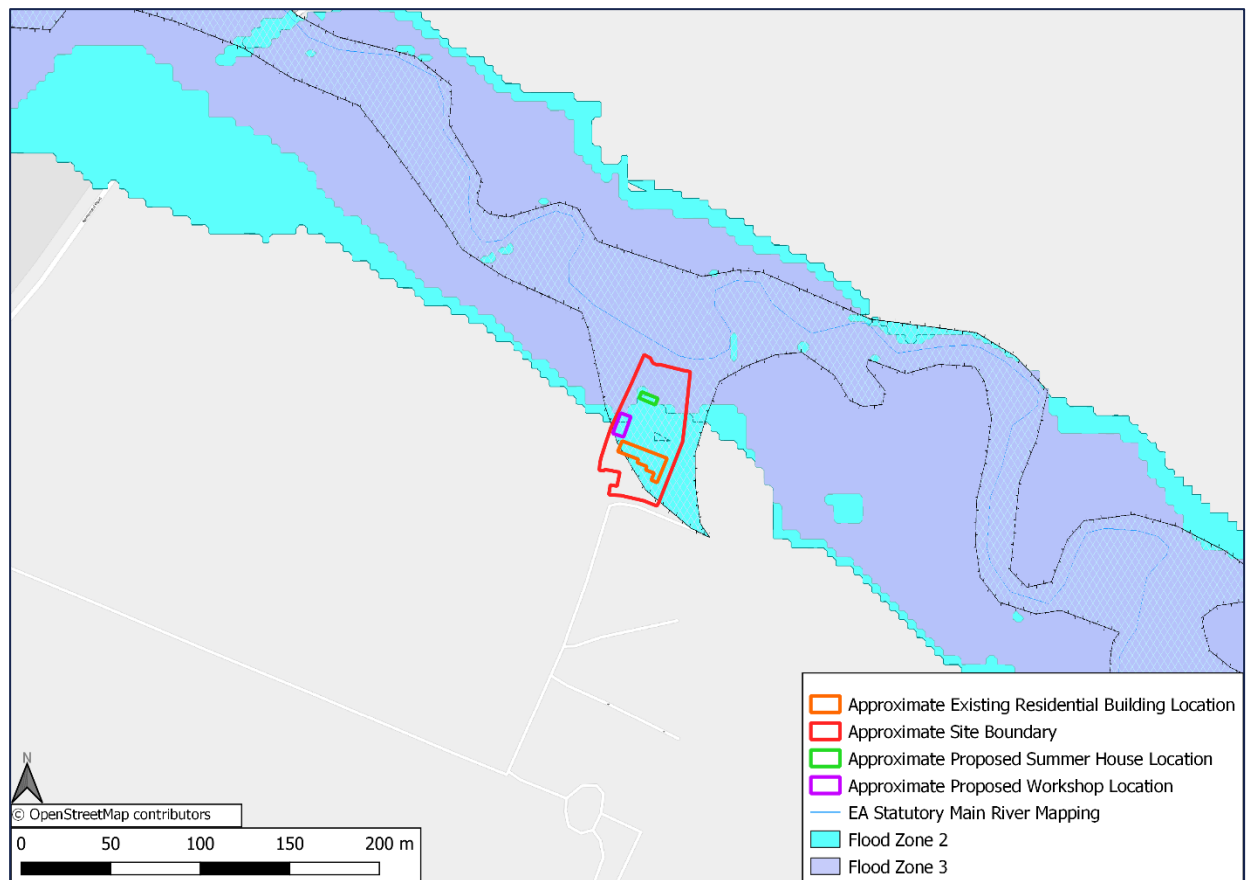 Approximate Existing Residential Building Location
Approximate Site Boundary
Approximate Proposed Summer House Location
Approximate Proposed Workshop Location
EA Statutory Main River Mapping
Flood Zone 2
Flood Zone 3
N
© OpenStreetMap contributors
0 50 100 150 200 m